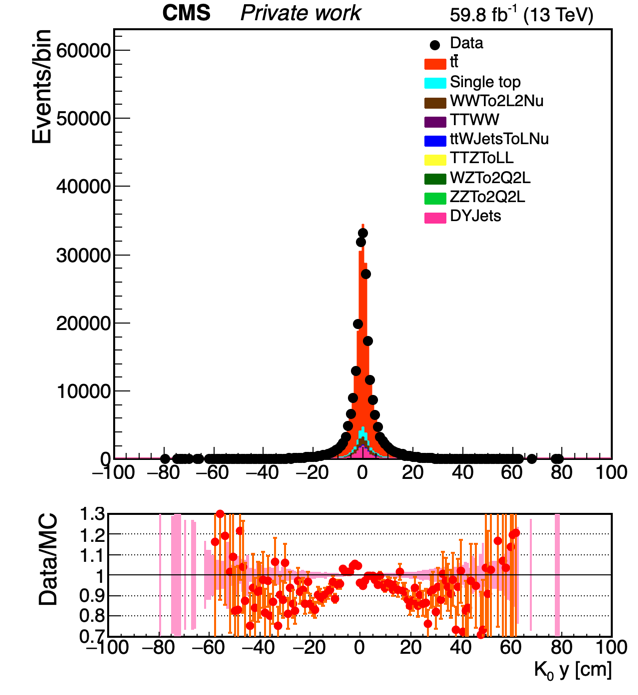 CMS Private work 59.8 fb⁻¹ (13 TeV)
Events/bin
60000
50000
40000
30000
20000
10000
0
Data
tt̄
Single top
WWTo2L2Nu
TTWW
ttWJetsToLNu
TTZToLL
WZTo2Q2L
ZZTo2Q2L
DYJets
−100 −80 −60 −40 −20 0 20 40 60 80 100
Data/MC
1.3
1.2
1.1
1
0.9
0.8
0.7
−100 −80 −60 −40 −20 0 20 40 60 80 100
K₀ y [cm]